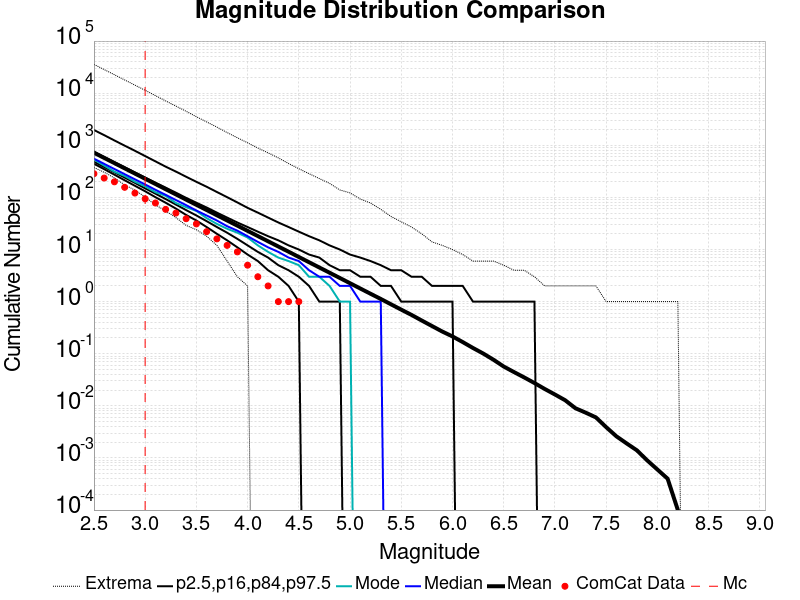 Magnitude Distribution Comparison
10 5
10 4
10 3
10 2
10 1
10 0
10 -1
10 -2
10 -3
10 -4
Cumulative Number
2.5 3.0 3.5 4.0 4.5 5.0 5.5 6.0 6.5 7.0 7.5 8.0 8.5 9.0
Magnitude
Extrema p2.5,p16,p84,p97.5 Mode Median Mean ComCat Data Mc